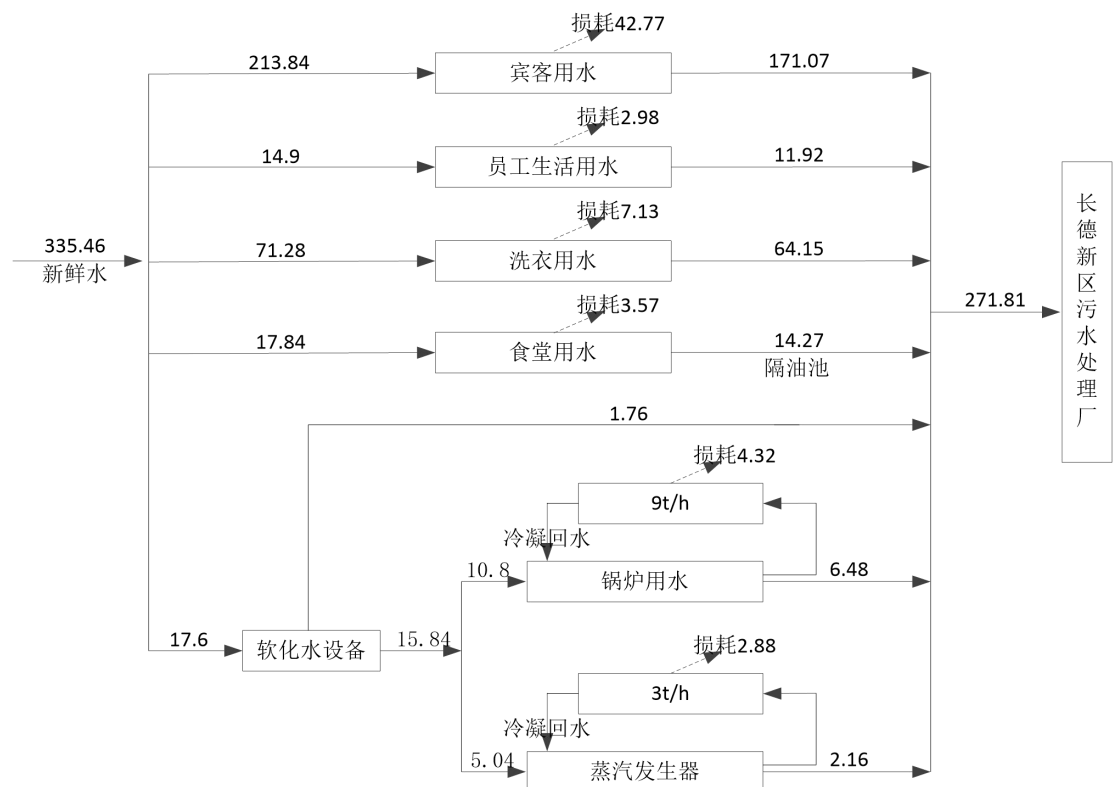 损耗42.77
213.84
宾客用水
171.07
损耗2.98
14.9
员工生活用水
11.92
损耗7.13
335.46
新鲜水
71.28
洗衣用水
64.15
损耗3.57
17.84
食堂用水
14.27
隔油池
271.81
长德新区污水处理厂
1.76
损耗4.32
9t/h
冷凝回水
10.8
锅炉用水
6.48
17.6
软化水设备
15.84
损耗2.88
3t/h
冷凝回水
5.04
蒸汽发生器
2.16